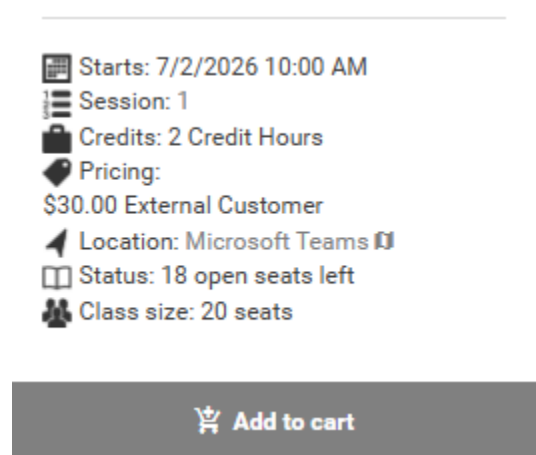 Starts: 7/2/2026 10:00 AM
Session: 1
Credits: 2 Credit Hours
Pricing:
$30.00 External Customer
Location: Microsoft Teams
Status: 18 open seats left
Class size: 20 seats
Add to cart